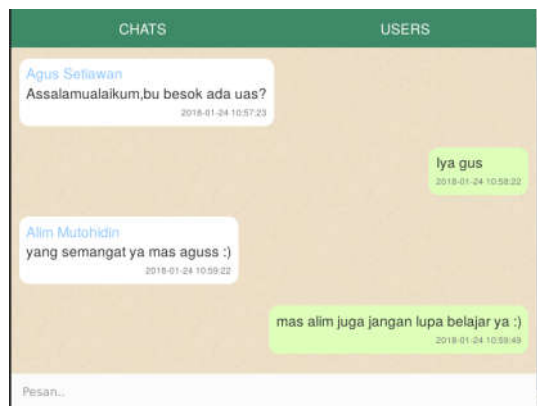 CHATS USERS
Agus Setiawan
Assalamualaikum,bu besok ada uas?
2018-01-24 10:57:23
Iya gus
2018-01-24 10:58:22
Alim Mutohidin
yang semangat ya mas aguss :)
2018-01-24 10:59:22
mas alim juga jangan lupa belajar ya :)
2018-01-24 10:59:49
Pesan..